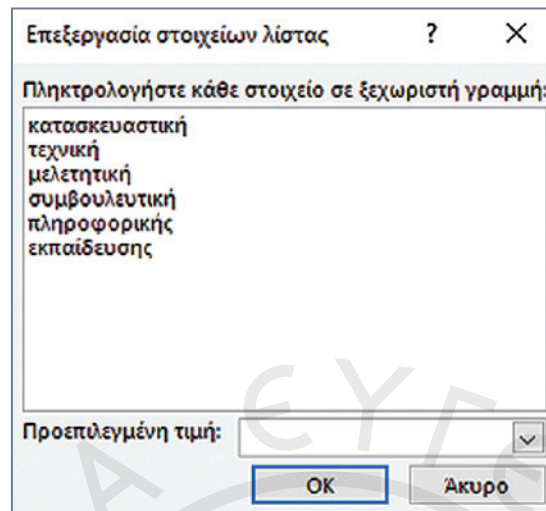 Επεξεργασία στοιχείων λίστας ? ✕
Πληκτρολογήστε κάθε στοιχείο σε ξεχωριστή γραμμή:
κατασκευαστική
τεχνική
μελετητική
συμβουλευτική
πληροφορικής
εκπαίδευσης
Προεπιλεγμένη τιμή:
OK Άκυρο